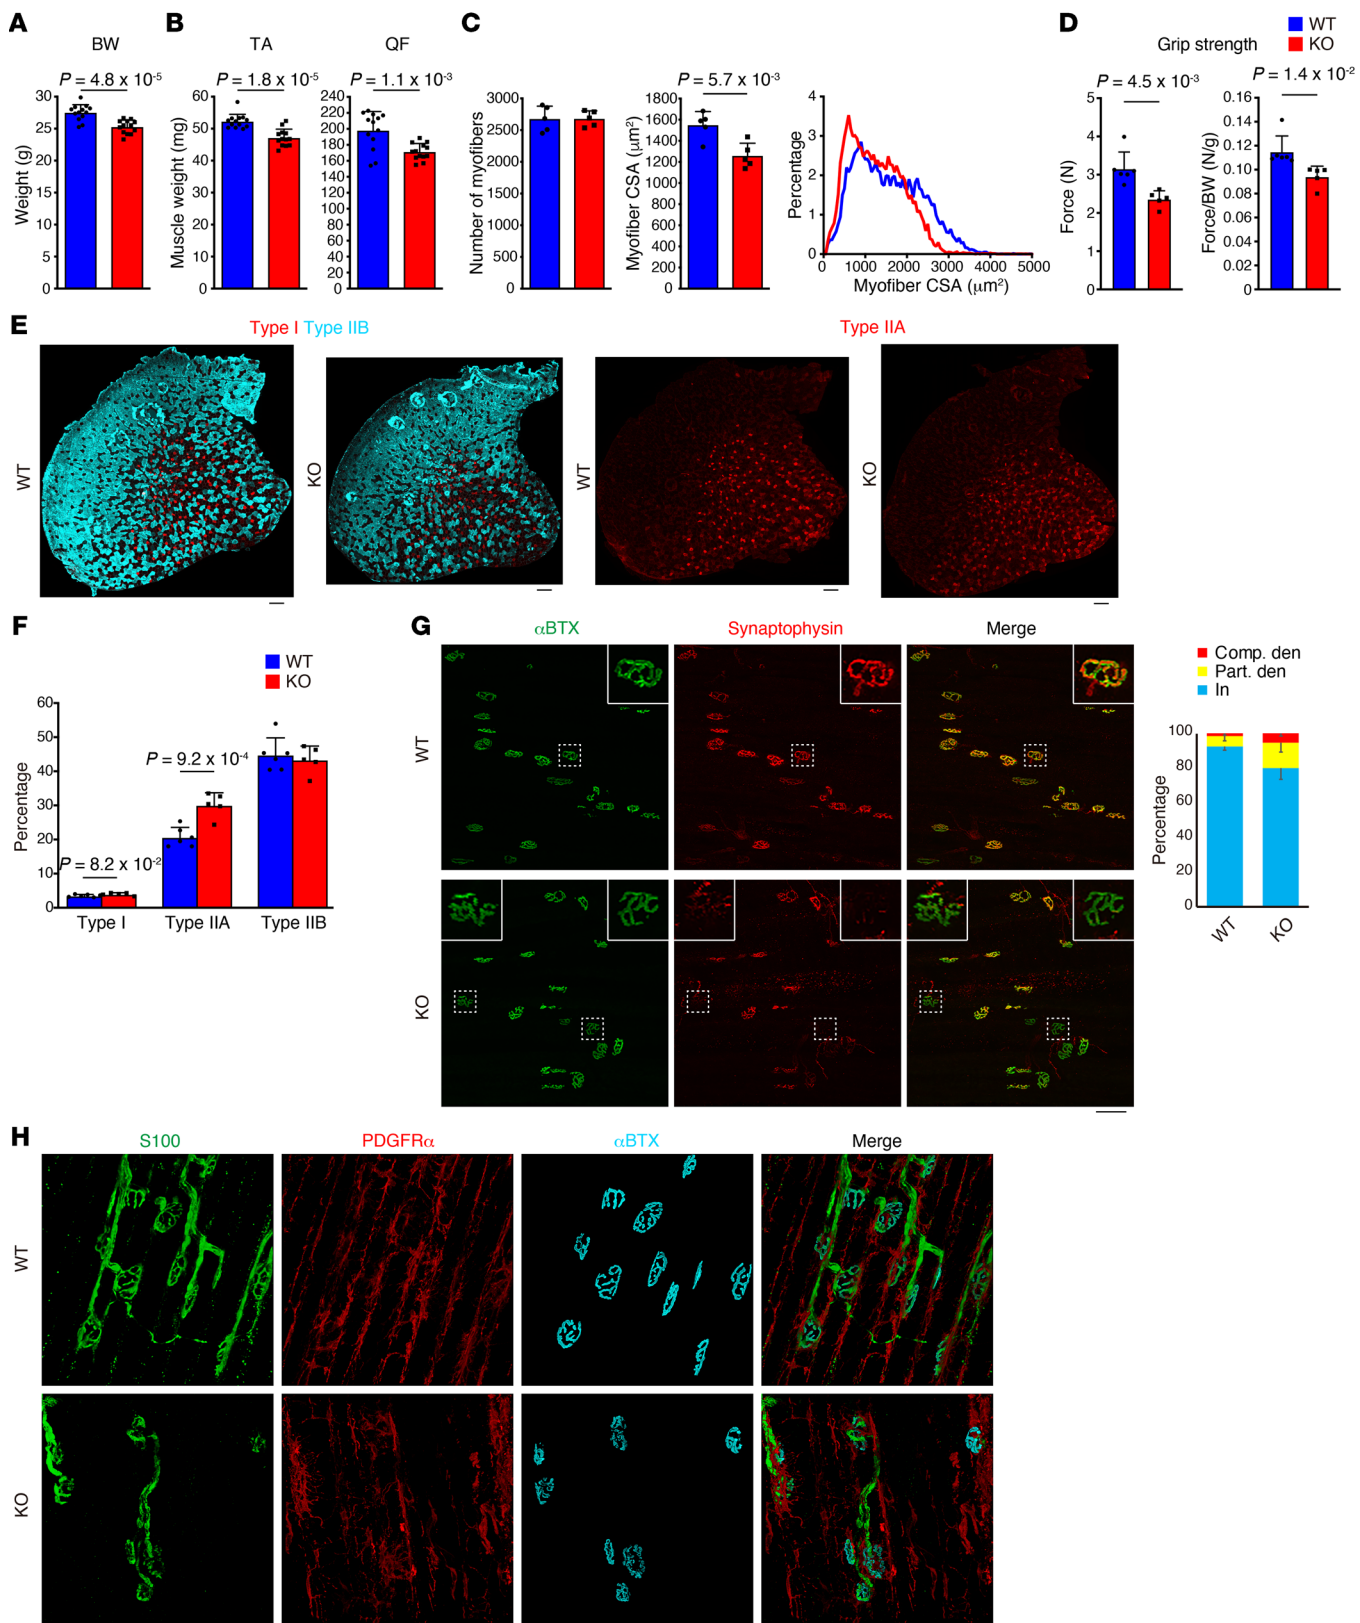 A
BW
P = 4.8 x 10-5
Weight (g)
30
25
20
15
10
5
0
B
TA
P = 1.8 x 10-5
Muscle weight (mg)
60
50
40
30
20
10
0
QF
P = 1.1 x 10-3
240
220
200
180
160
140
120
100
80
60
40
20
0
C
Number of myofibers
3000
2500
2000
1500
1000
500
0
P = 5.7 x 10-3
Myofiber CSA (μm2)
1800
1600
1400
1200
1000
800
600
400
200
0
Percentage
4
3
2
1
0
0 1000 2000 3000 4000 5000
Myofiber CSA (μm2)
D
WT
KO
Grip strength
P = 4.5 x 10-3
Force (N)
5
4
3
2
1
0
P = 1.4 x 10-2
Force/BW (N/g)
0.16
0.14
0.12
0.10
0.08
0.06
0.04
0.02
0
E
Type I Type IIB
Type IIA
WT
KO
WT
KO
F
WT
KO
Percentage
60
50
40
30
20
10
0
P = 8.2 x 10-2
P = 9.2 x 10-4
Type I Type IIA Type IIB
G
αBTX
Synaptophysin
Merge
WT
KO
Comp. den
Part. den
In
Percentage
100
80
60
40
20
0
WT KO
H
S100
PDGFRα
αBTX
Merge
WT
KO